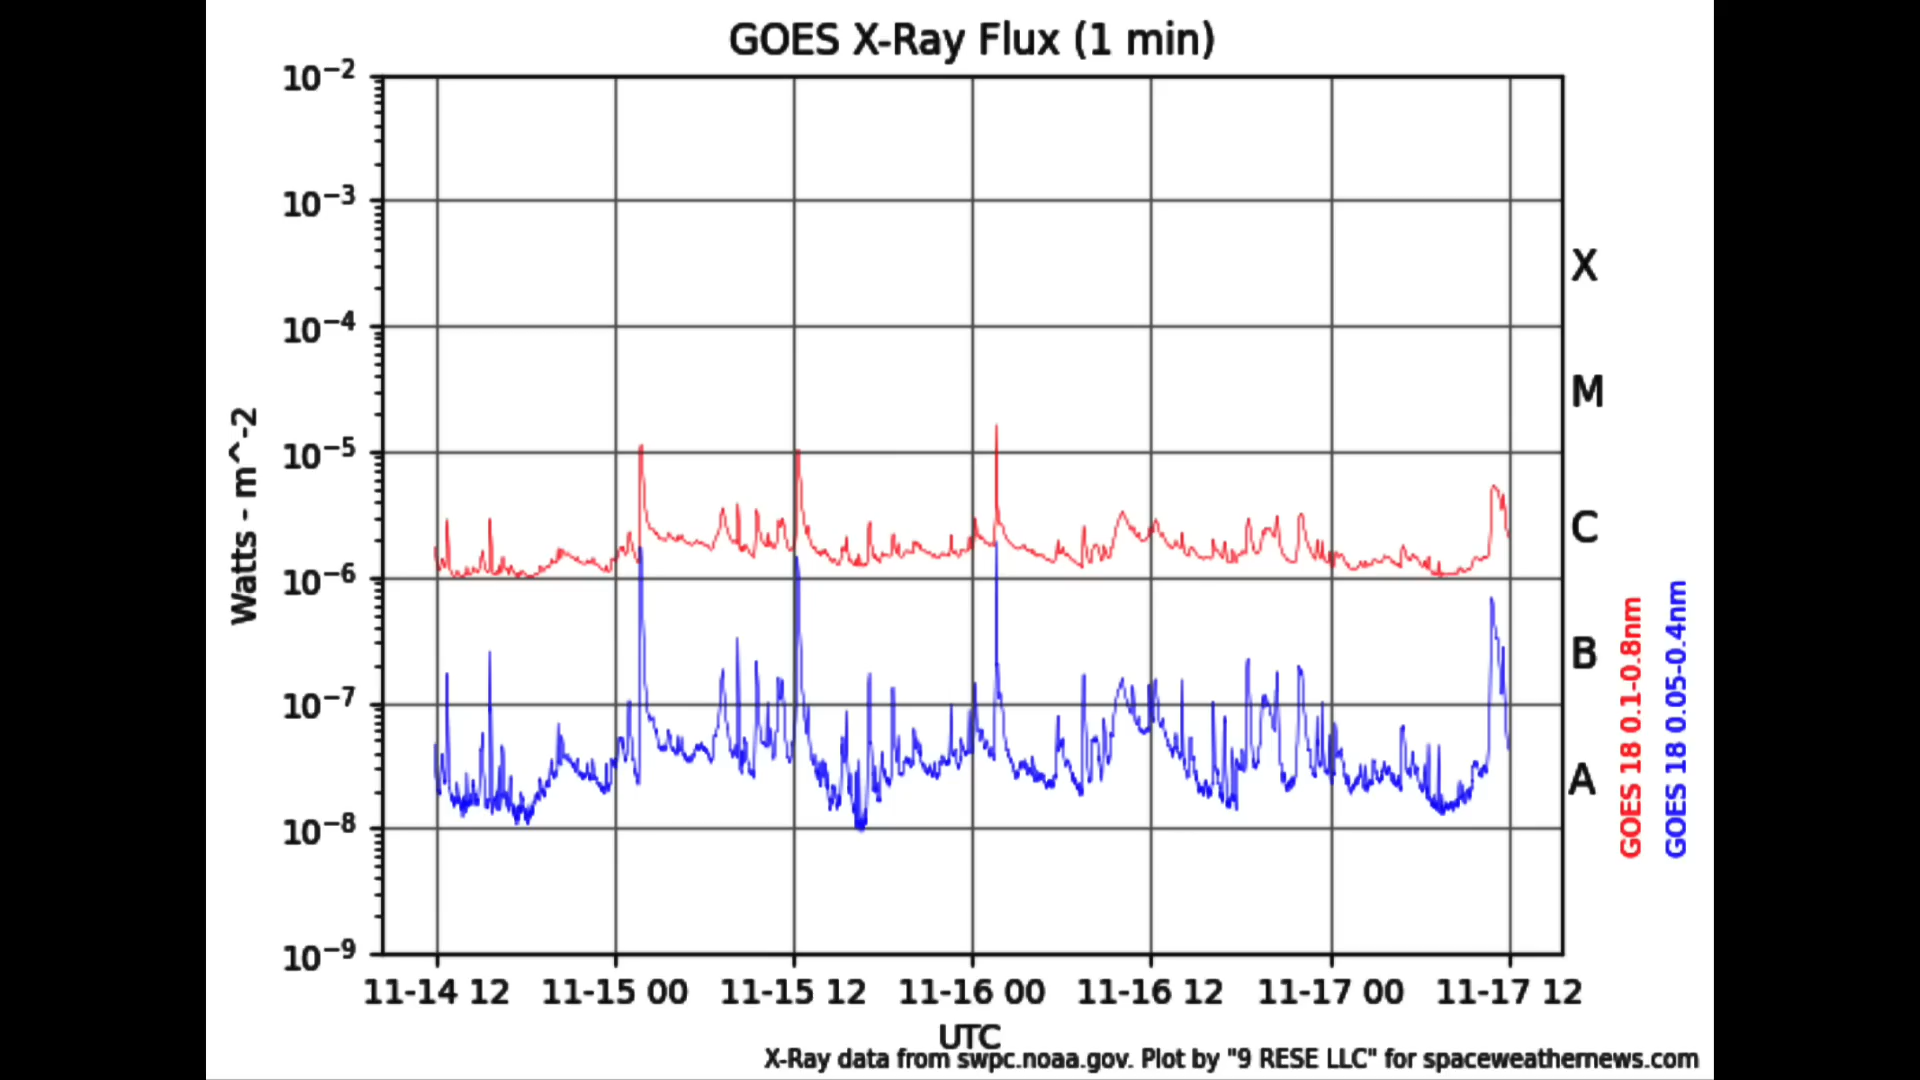 GOES X-Ray Flux (1 min)
10−2
10−3
10−4
10−5
10−6
10−7
10−8
10−9
Watts - m^-2
X
M
C
B
A
GOES 18 0.1-0.8nm
GOES 18 0.05-0.4nm
11-14 12 11-15 00 11-15 12 11-16 00 11-16 12 11-17 00 11-17 12
UTC
X-Ray data from swpc.noaa.gov. Plot by "9 RESE LLC" for spaceweathernews.com